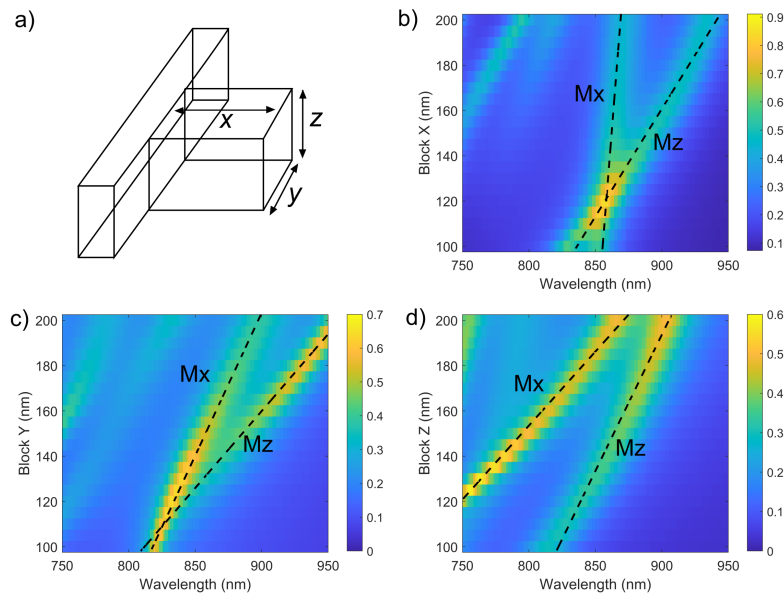 a)
x
z
y
b)
200
180
160
140
120
100
Block X (nm)
Mx
Mz
750 800 850 900 950
Wavelength (nm)
0.9
0.8
0.7
0.6
0.5
0.4
0.3
0.2
0.1
c)
200
180
160
140
120
100
Block Y (nm)
Mx
Mz
750 800 850 900 950
Wavelength (nm)
0.7
0.6
0.5
0.4
0.3
0.2
0.1
0
d)
200
180
160
140
120
100
Block Z (nm)
Mx
Mz
750 800 850 900 950
Wavelength (nm)
0.6
0.5
0.4
0.3
0.2
0.1
0